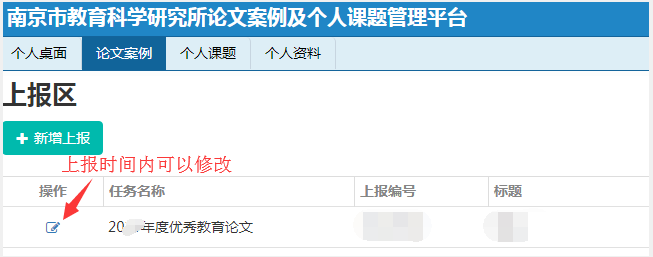 南京市教育科学研究所论文案例及个人课题管理平台
个人桌面 论文案例 个人课题 个人资料
上报区
+ 新增上报
上报时间内可以修改
操作 任务名称 上报编号 标题
20 年度优秀教育论文